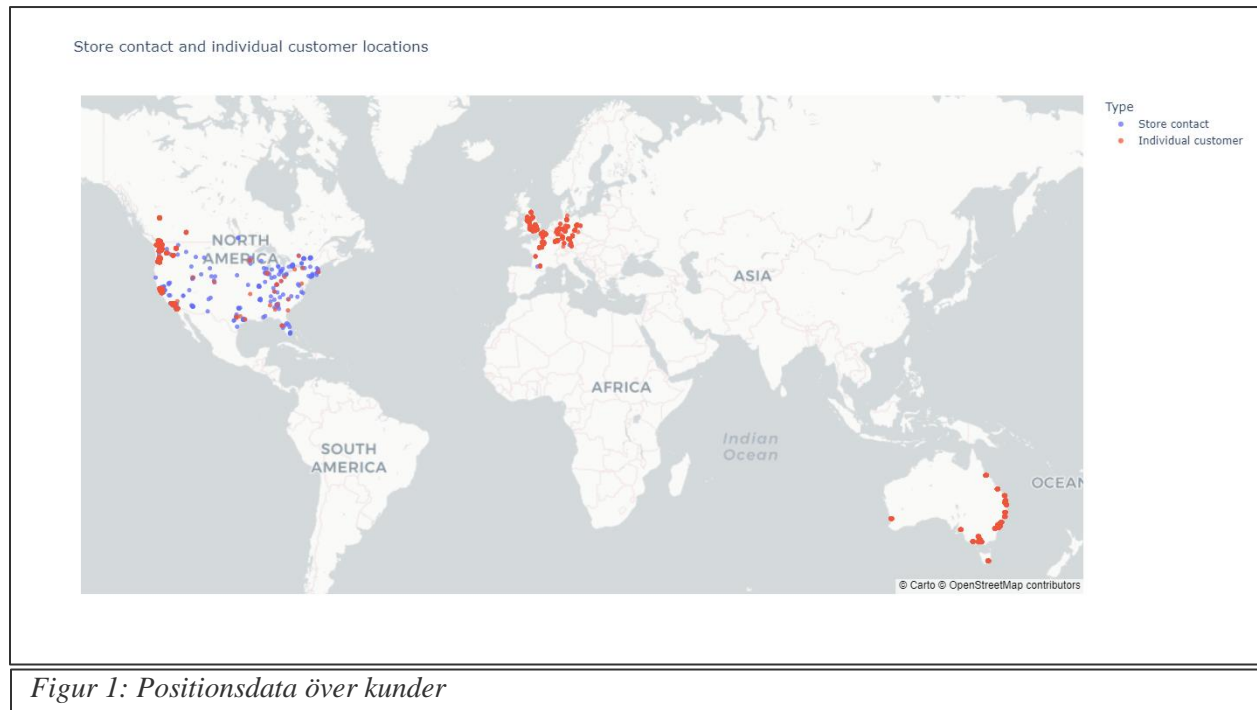 Store contact and individual customer locations
Type
Store contact
Individual customer
NORTH
AMERICA
ASIA
AFRICA
SOUTH
AMERICA
Indian
Ocean
OCEAN
© Carto © OpenStreetMap contributors
Figur 1: Positionsdata över kunder